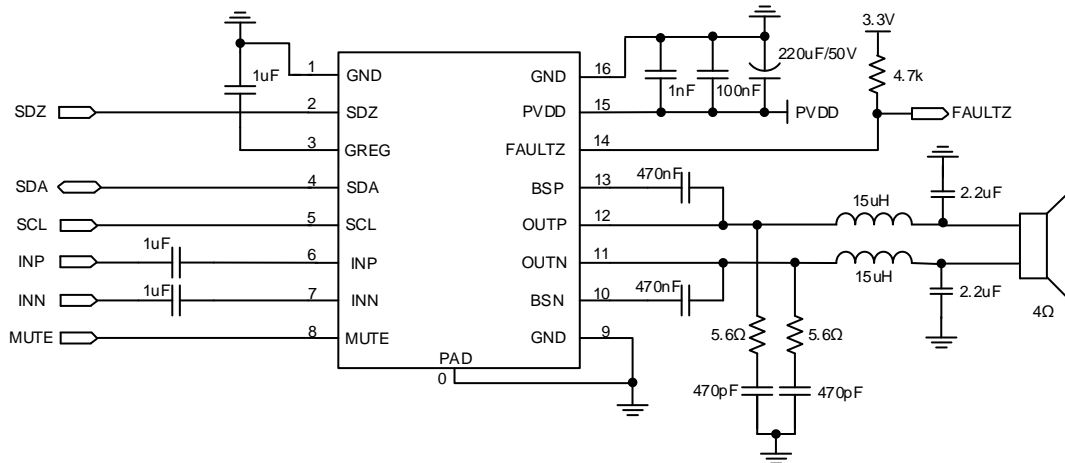 3.3V
220uF/50V
4.7k
1uF
1
GND
GND
16
1nF
100nF
SDZ
2
SDZ
PVDD
15
PVDD
FAULTZ
3
GREG
FAULTZ
14
SDA
4
SDA
BSP
13
470nF
2.2uF
SCL
5
SCL
OUTP
12
15uH
1uF
INP
6
INP
OUTN
11
15uH
1uF
INN
7
INN
BSN
10
470nF
2.2uF
4Ω
MUTE
8
MUTE
GND
9
5.6Ω
5.6Ω
PAD
0
470pF
470pF